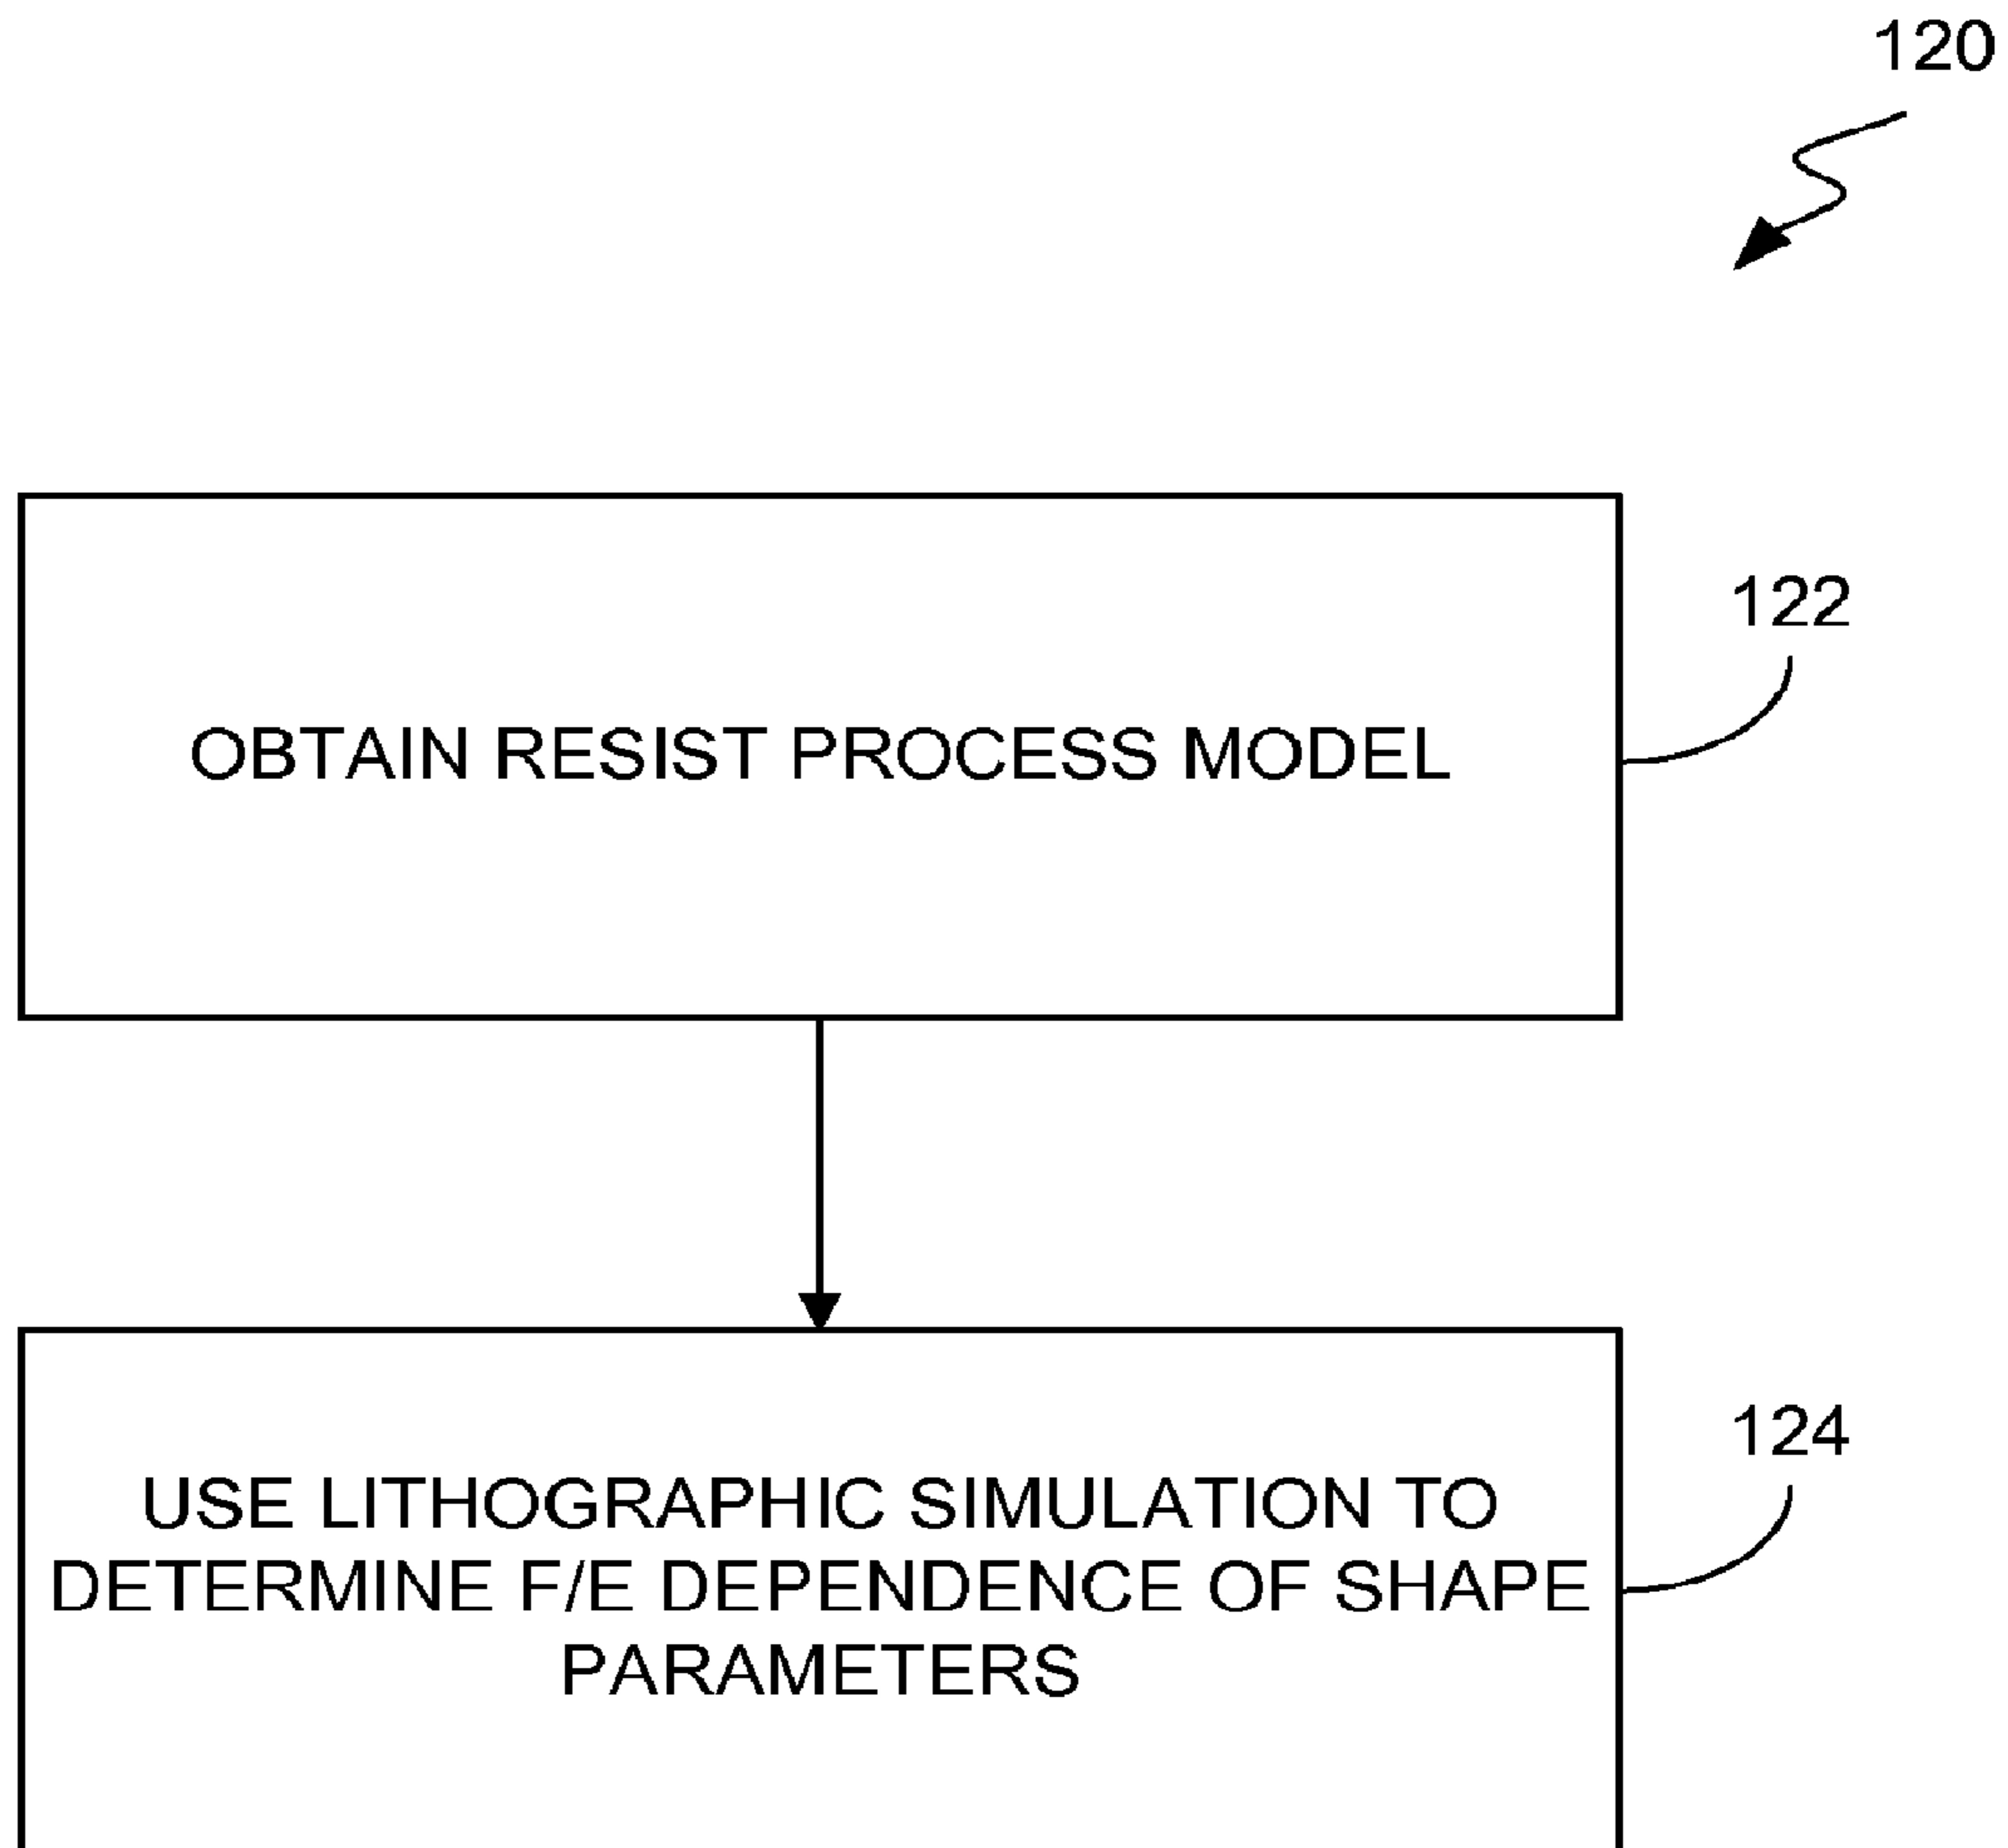 120
122
OBTAIN RESIST PROCESS MODEL
124
USE LITHOGRAPHIC SIMULATION TO
DETERMINE F/E DEPENDENCE OF SHAPE
PARAMETERS